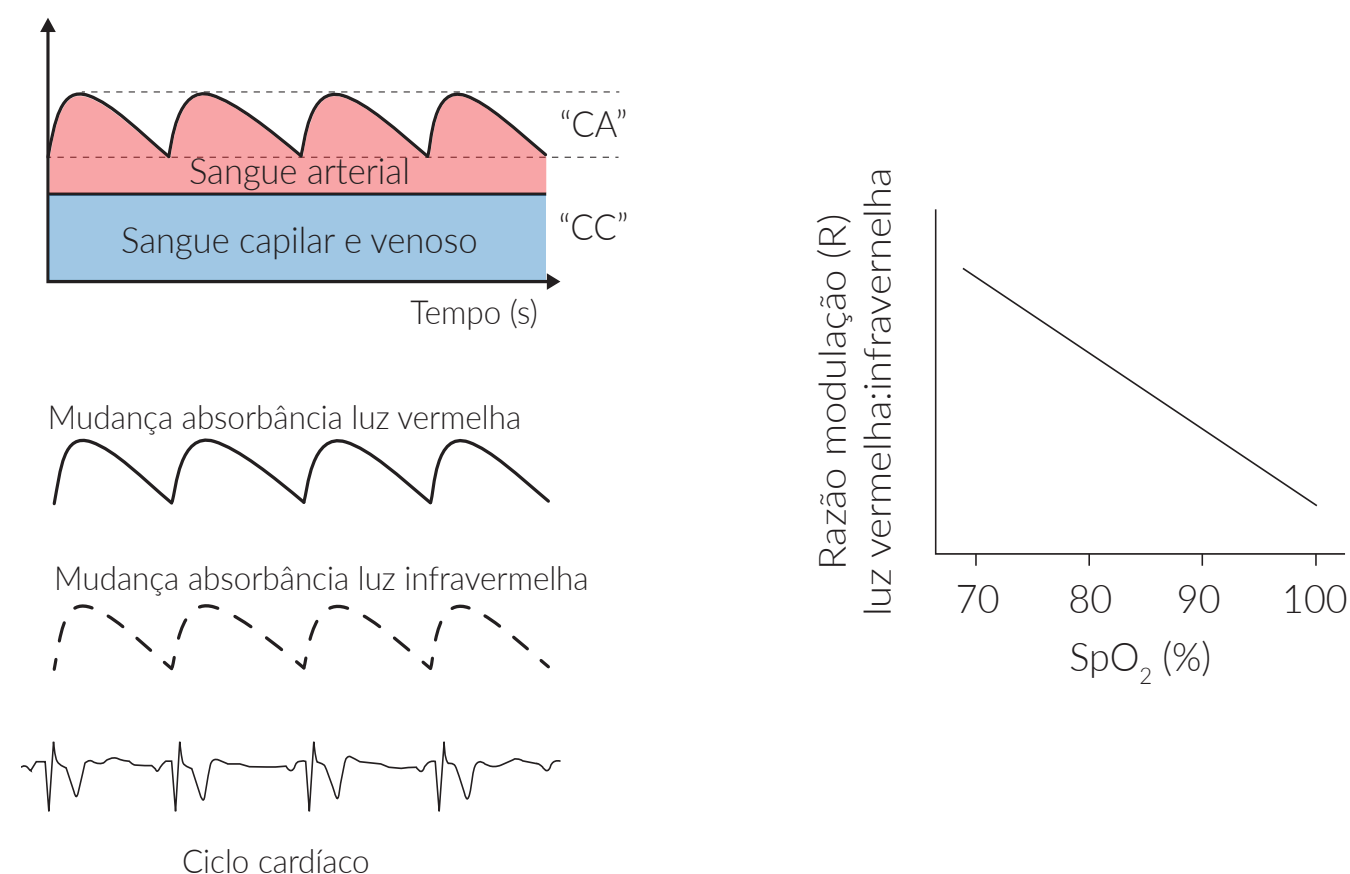 “CA”
Sangue arterial
“CC”
Sangue capilar e venoso
Tempo (s)
Mudança absorbância luz vermelha
Mudança absorbância luz infravermelha
Ciclo cardíaco
Razão modulação (R)
luz vermelha:infravernelha
70 80 90 100
SpO₂ (%)